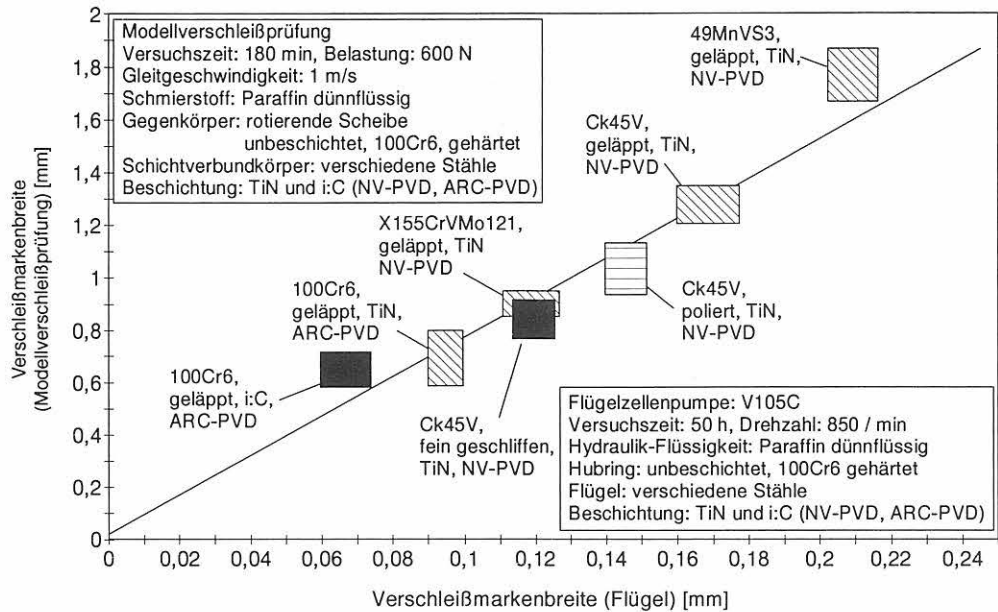 Modellverschleißprüfung
Versuchszeit: 180 min, Belastung: 600 N
Gleitgeschwindigkeit: 1 m/s
Schmierstoff: Paraffin dünnflüssig
Gegenkörper: rotierende Scheibe
unbeschichtet, 100Cr6, gehärtet
Schichtverbundkörper: verschiedene Stähle
Beschichtung: TiN und i:C (NV-PVD, ARC-PVD)
49MnVS3,
geläppt, TiN,
NV-PVD
Ck45V,
geläppt, TiN,
NV-PVD
X155CrVMo121,
geläppt, TiN
NV-PVD
100Cr6,
geläppt, TiN,
ARC-PVD
100Cr6,
geläppt, i:C,
ARC-PVD
Ck45V,
poliert, TiN,
NV-PVD
Ck45V,
fein geschliffen,
TiN, NV-PVD
Flügelzellenpumpe: V105C
Versuchszeit: 50 h, Drehzahl: 850 / min
Hydraulik-Flüssigkeit: Paraffin dünnflüssig
Hubring: unbeschichtet, 100Cr6 gehärtet
Flügel: verschiedene Stähle
Beschichtung: TiN und i:C (NV-PVD, ARC-PVD)
Verschleißmarkenbreite
(Modellverschleißprüfung) [mm]
2
1,8
1,6
1,4
1,2
1
0,8
0,6
0,4
0,2
0
0
0,02
0,04
0,06
0,08
0,1
0,12
0,14
0,16
0,18
0,2
0,22
0,24
Verschleißmarkenbreite (Flügel) [mm]